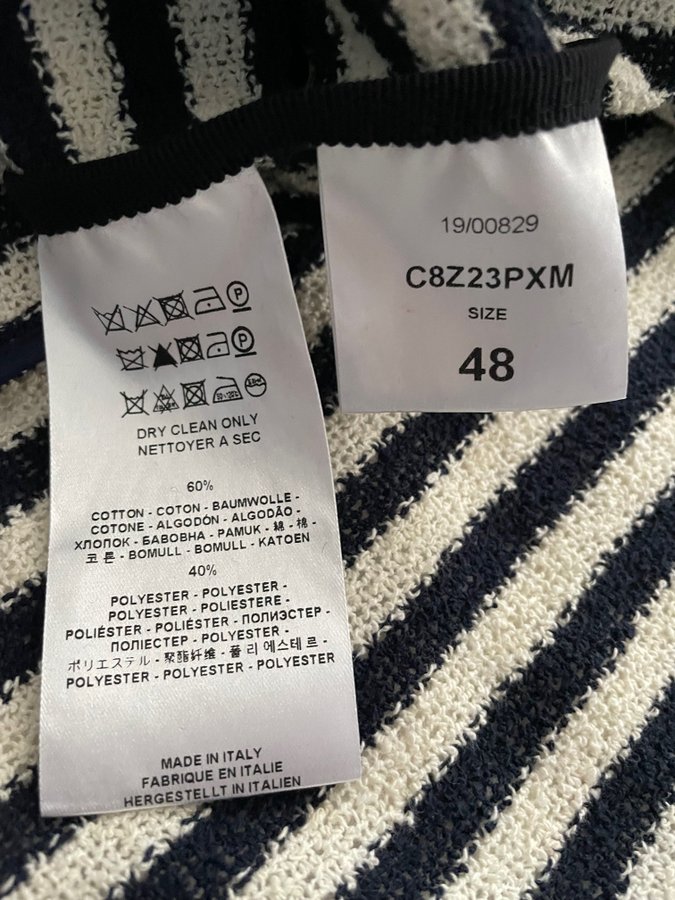 P
P
DRY CLEAN ONLY
NETTOYER A SEC
60%
COTTON - COTON - BAUMWOLLE -
COTONE - ALGODÓN - ALGODÃO -
ХЛОПОК - БАВОВНА - PAMUK - 綿 - 棉 -
코 튼 - BOMULL - BOMULL - KATOEN
40%
POLYESTER - POLYESTER -
POLYESTER - POLIESTERE -
POLIÉSTER - POLIÉSTER - ПОЛИЭСТЕР -
ПОЛІЕСТЕР - POLYESTER -
ポリエステル - 聚酯纤维 - 폴 리 에스테 르 -
POLYESTER - POLYESTER - POLYESTER
MADE IN ITALY
FABRIQUE EN ITALIE
HERGESTELLT IN ITALIEN
19/00829
C8Z23PXM
SIZE
48